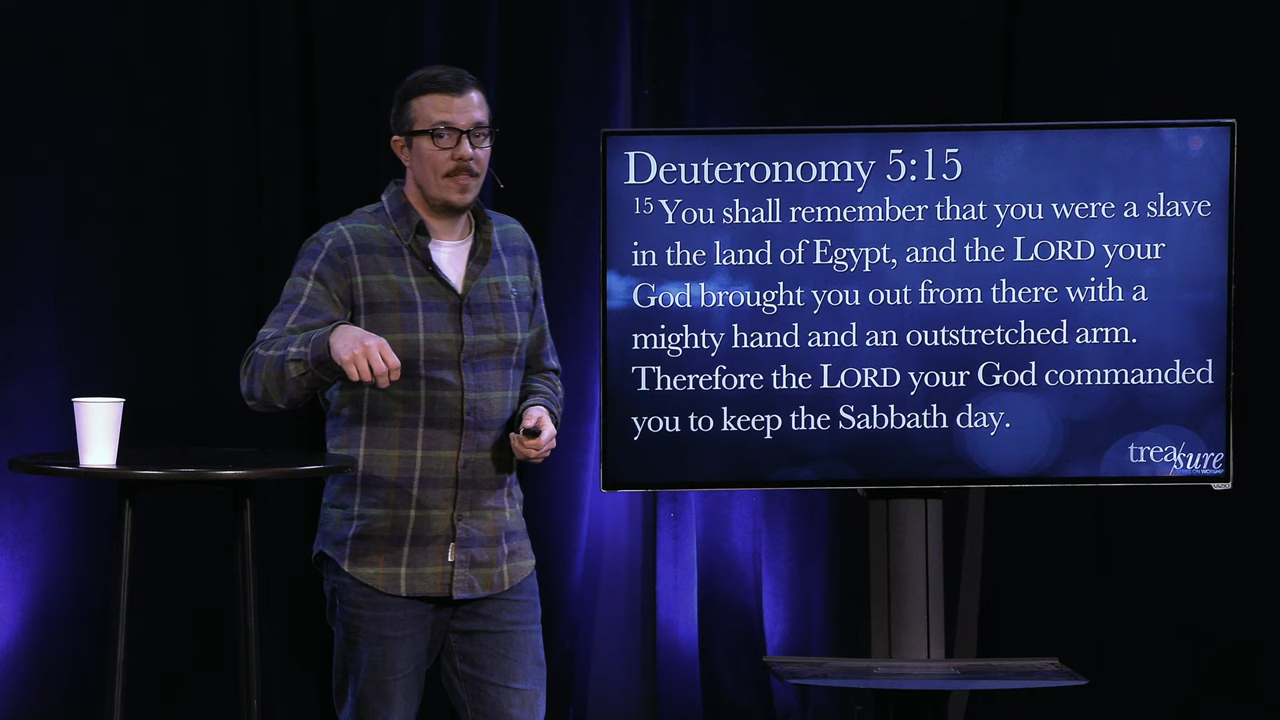 Deuteronomy 5:15
15 You shall remember that you were a slave
in the land of Egypt, and the LORD your
God brought you out from there with a
mighty hand and an outstretched arm.
Therefore the LORD your God commanded
you to keep the Sabbath day.
treasure